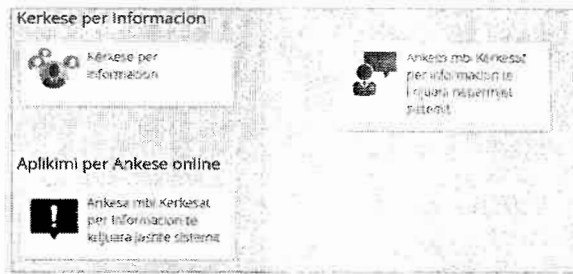 Kerkese per Informacion
Kerkese per
Informacion
Ankesa mbi Kerkesat
per informacion te
krijuara nepermjet
sistemit
Aplikimi per Ankese online
Ankesa mbi Kerkesat
per Informacion te
krijuara jashte sistemit